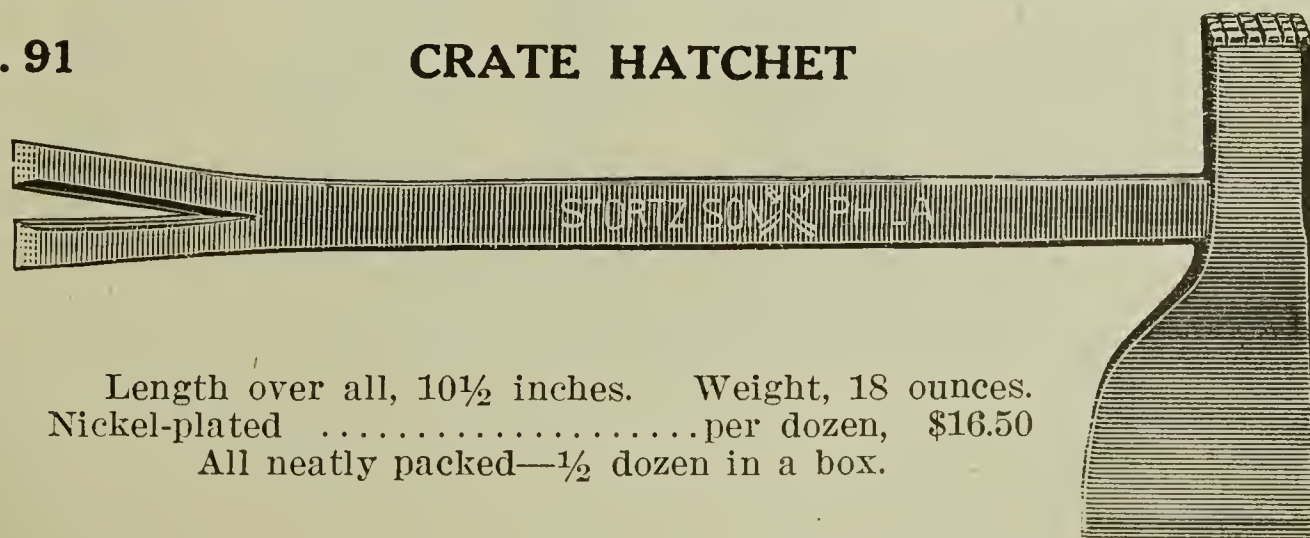 . 91
CRATE HATCHET
STORTZ SON PHILA
Length over all, 10½ inches. Weight, 18 ounces.
Nickel-plated ....................per dozen, $16.50
All neatly packed—½ dozen in a box.